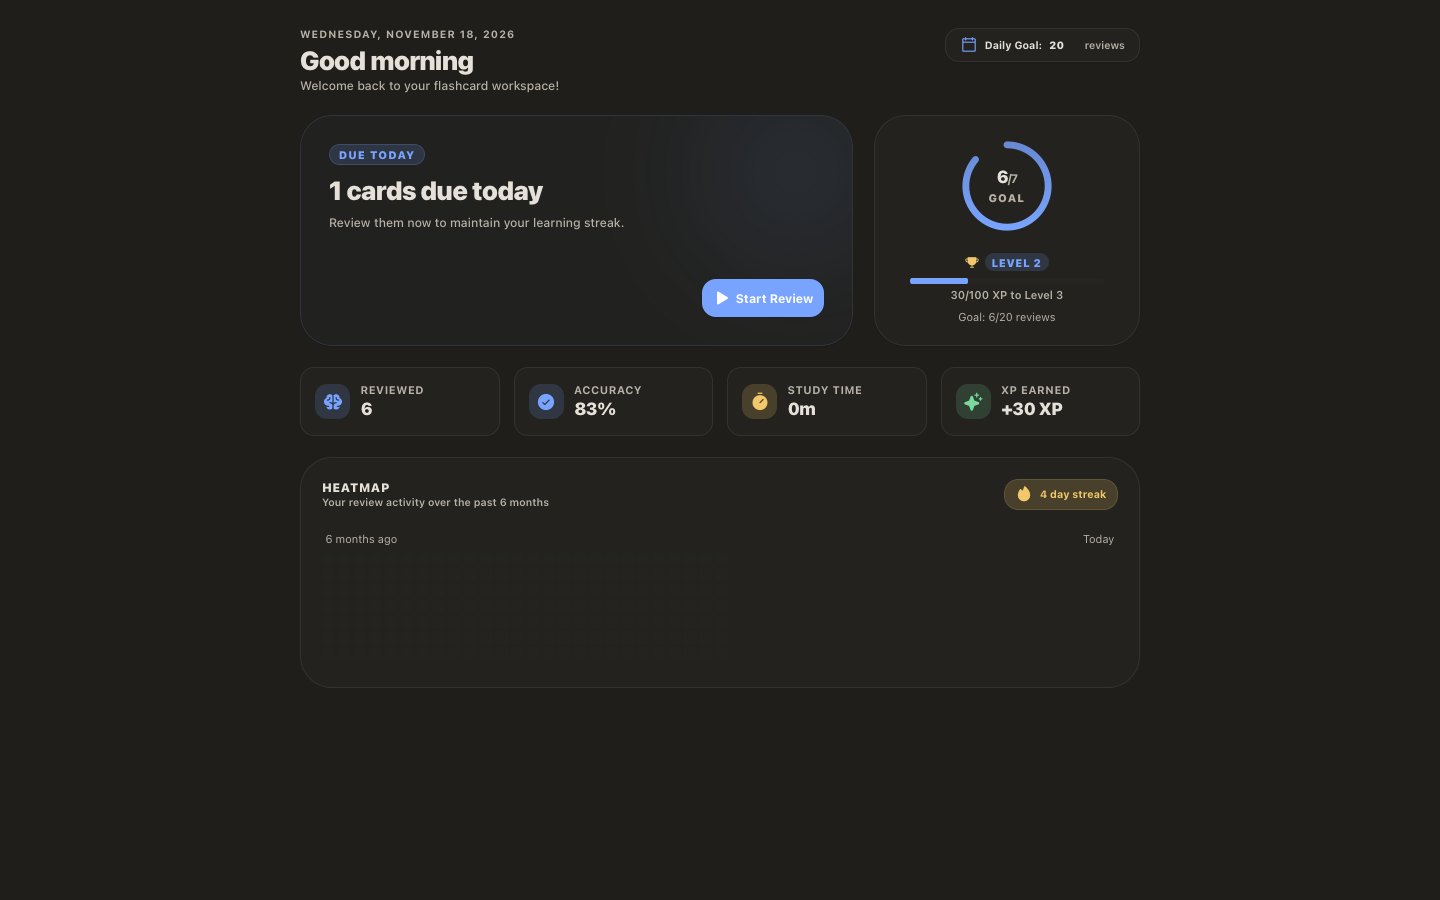 WEDNESDAY, NOVEMBER 18, 2026
Good morning
Welcome back to your flashcard workspace!
Daily Goal: 20 reviews
DUE TODAY
1 cards due today
Review them now to maintain your learning streak.
Start Review
6/7
GOAL
LEVEL 2
30/100 XP to Level 3
Goal: 6/20 reviews
REVIEWED
6
ACCURACY
83%
STUDY TIME
0m
XP EARNED
+30 XP
HEATMAP
Your review activity over the past 6 months
4 day streak
6 months ago
Today